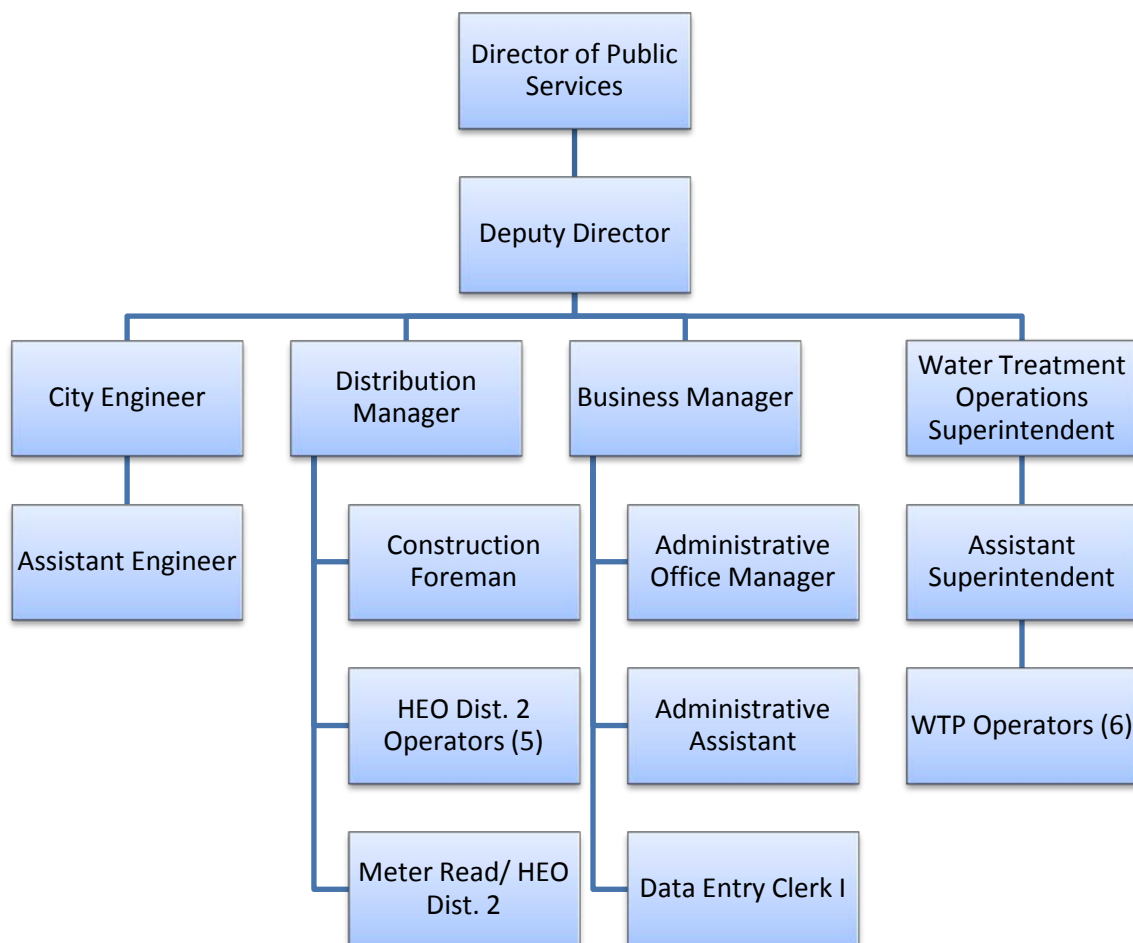 Director of Public
Services
Deputy Director
City Engineer
Distribution
Manager
Business Manager
Water Treatment
Operations
Superintendent
Assistant Engineer
Construction
Foreman
Administrative
Office Manager
Assistant
Superintendent
HEO Dist. 2
Operators (5)
Administrative
Assistant
WTP Operators (6)
Meter Read/ HEO
Dist. 2
Data Entry Clerk I